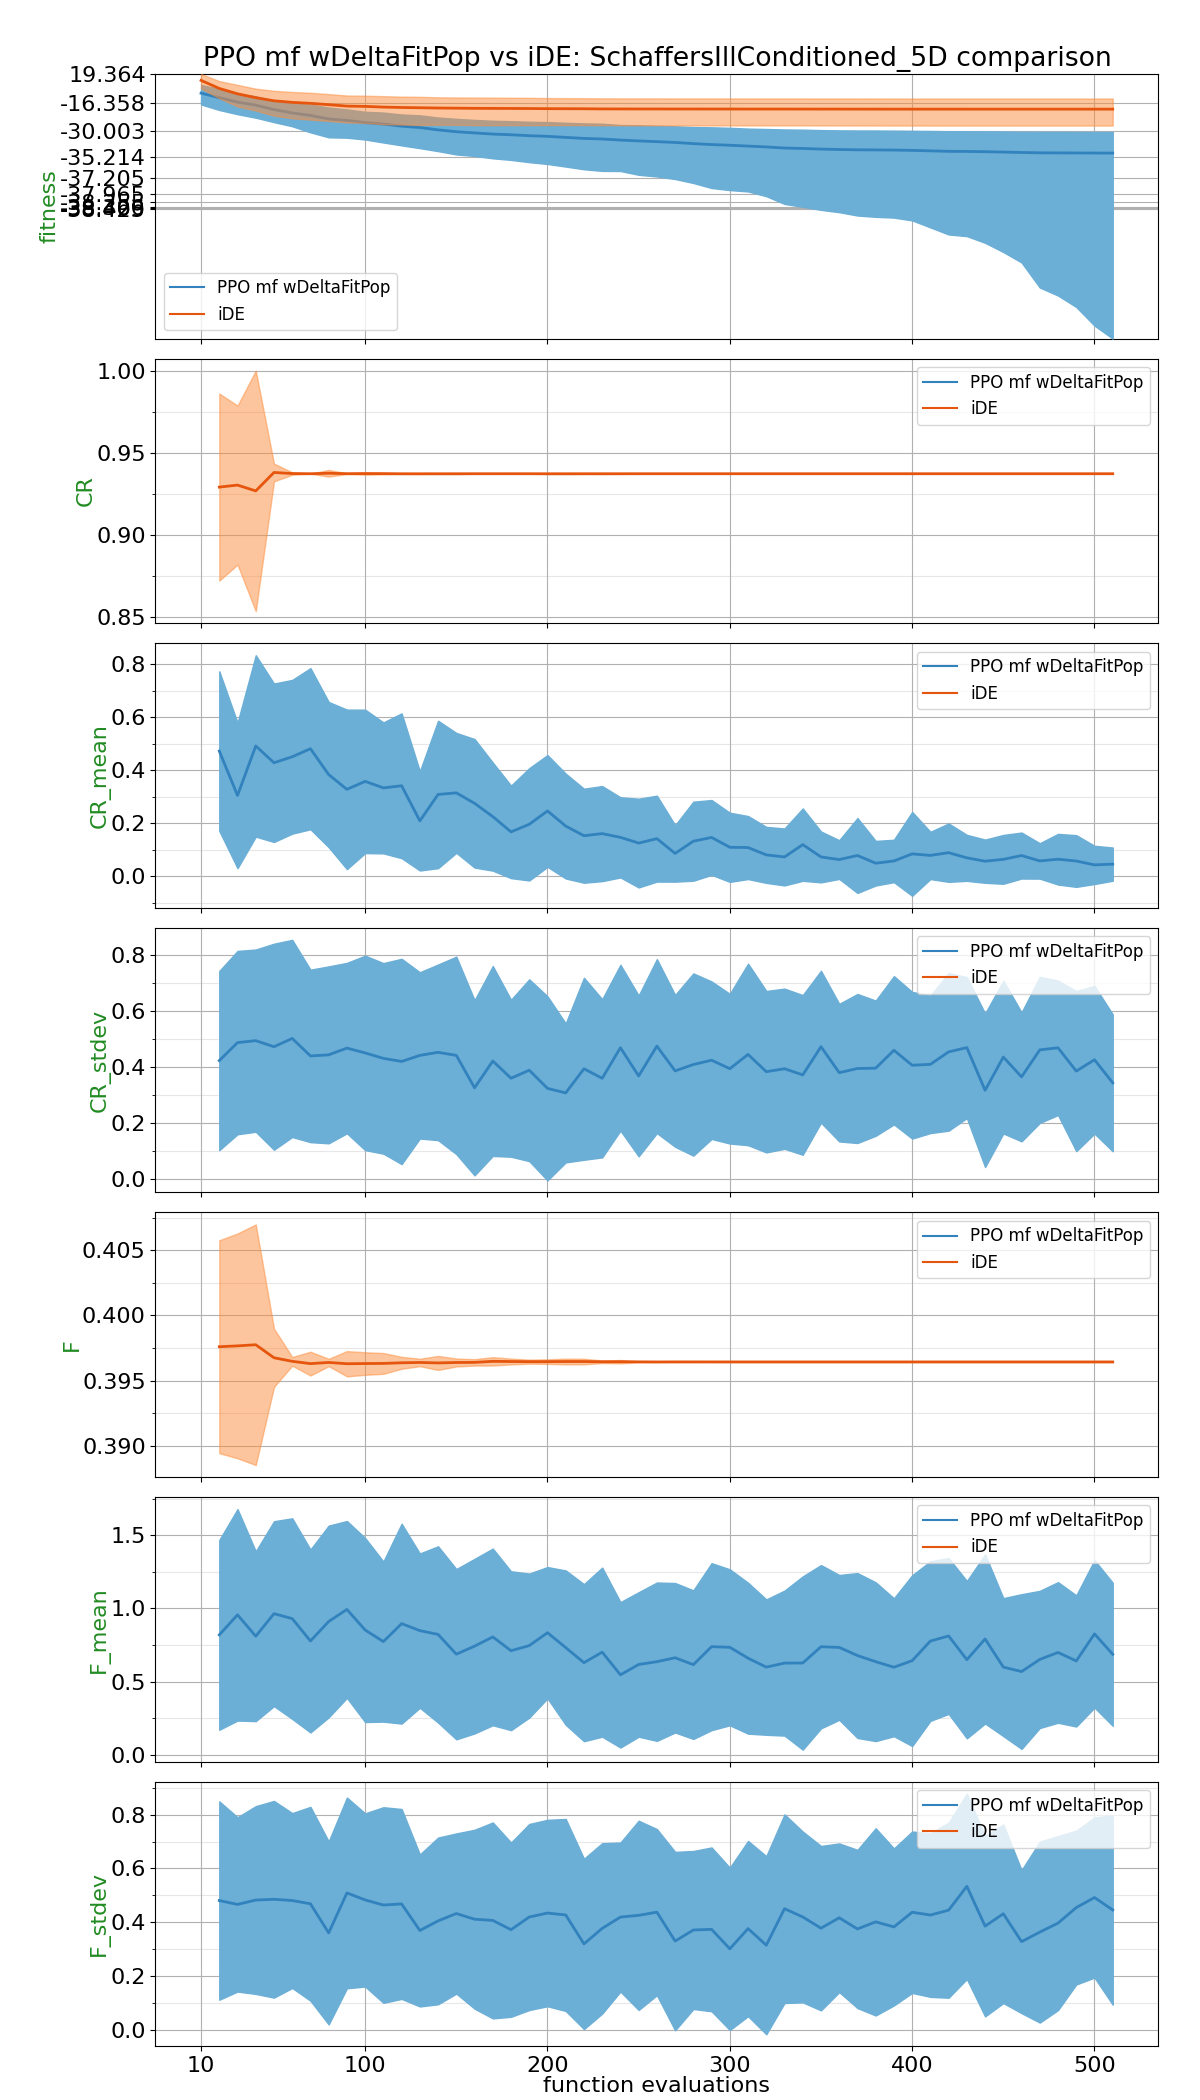 PPO mf wDeltaFitPop vs iDE: SchaffersIllConditioned_5D comparison
19.364
-16.358
-30.003
-35.214
-37.205
-37.965
fitness
PPO mf wDeltaFitPop
iDE
1.00
0.95
0.90
0.85
CR
PPO mf wDeltaFitPop
iDE
0.8
0.6
0.4
0.2
0.0
CR_mean
PPO mf wDeltaFitPop
iDE
0.8
0.6
0.4
0.2
0.0
CR_stdev
PPO mf wDeltaFitPop
iDE
0.405
0.400
0.395
0.390
F
PPO mf wDeltaFitPop
iDE
1.5
1.0
0.5
0.0
F_mean
PPO mf wDeltaFitPop
iDE
0.8
0.6
0.4
0.2
0.0
F_stdev
PPO mf wDeltaFitPop
iDE
10 100 200 300 400 500
function evaluations